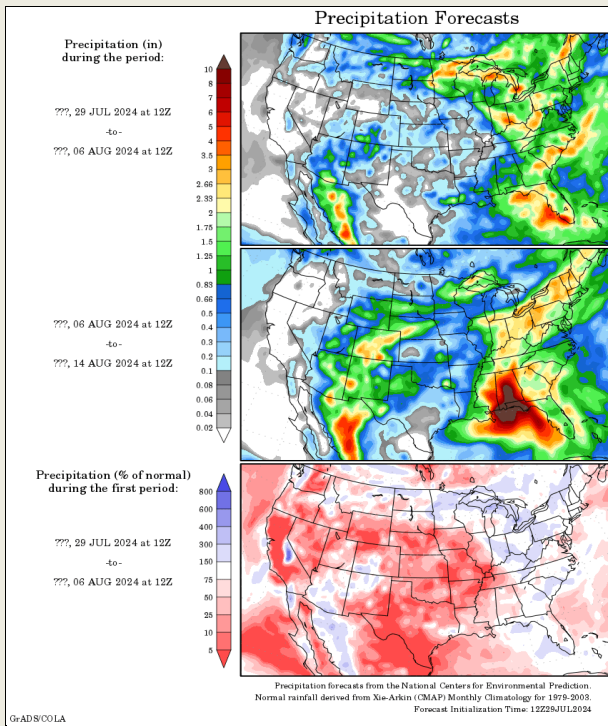 Precipitation Forecasts
Precipitation (in)
during the period:
???, 29 JUL 2024 at 12Z
-to-
???, 06 AUG 2024 at 12Z
10
8
7
6
5
4
3.5
3
2.66
2.33
2
1.75
1.5
1.25
1
0.83
0.66
0.5
0.4
0.3
0.2
0.1
0.08
0.06
0.04
0.02
???, 06 AUG 2024 at 12Z
-to-
???, 14 AUG 2024 at 12Z
Precipitation (% of normal)
during the first period:
???, 29 JUL 2024 at 12Z
-to-
???, 06 AUG 2024 at 12Z
800
600
400
300
150
75
50
25
10
5
Precipitation forecasts from the National Centers for Environmental Prediction.
Normal rainfall derived from Xie-Arkin (CMAP) Monthly Climatology for 1979-2003.
Forecast Initialization Time: 12Z29JUL2024
GrADS/COLA